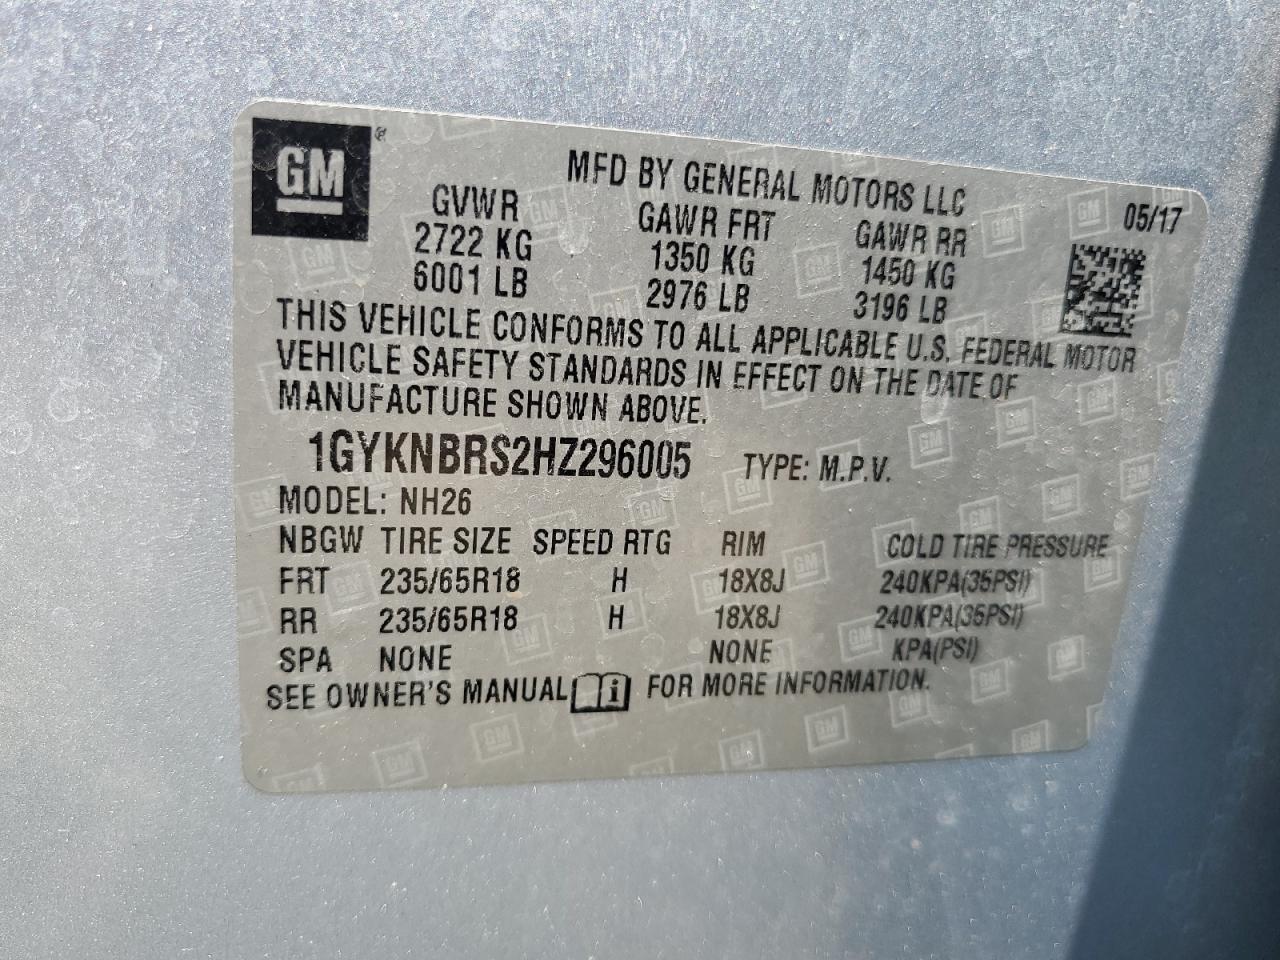 GM®
MFD BY GENERAL MOTORS LLC
05/17
GVWR GAWR FRT GAWR RR
2722 KG 1350 KG 1450 KG
6001 LB 2976 LB 3196 LB
THIS VEHICLE CONFORMS TO ALL APPLICABLE U.S. FEDERAL MOTOR
VEHICLE SAFETY STANDARDS IN EFFECT ON THE DATE OF
MANUFACTURE SHOWN ABOVE.
1GYKNBRS2HZ296005 TYPE: M.P.V.
MODEL: NH26
NBGW TIRE SIZE SPEED RTG RIM COLD TIRE PRESSURE
FRT 235/65R18 H 18X8J 240KPA(35PSI)
RR 235/65R18 H 18X8J 240KPA(35PSI)
SPA NONE NONE KPA(PSI)
SEE OWNER'S MANUAL i FOR MORE INFORMATION.